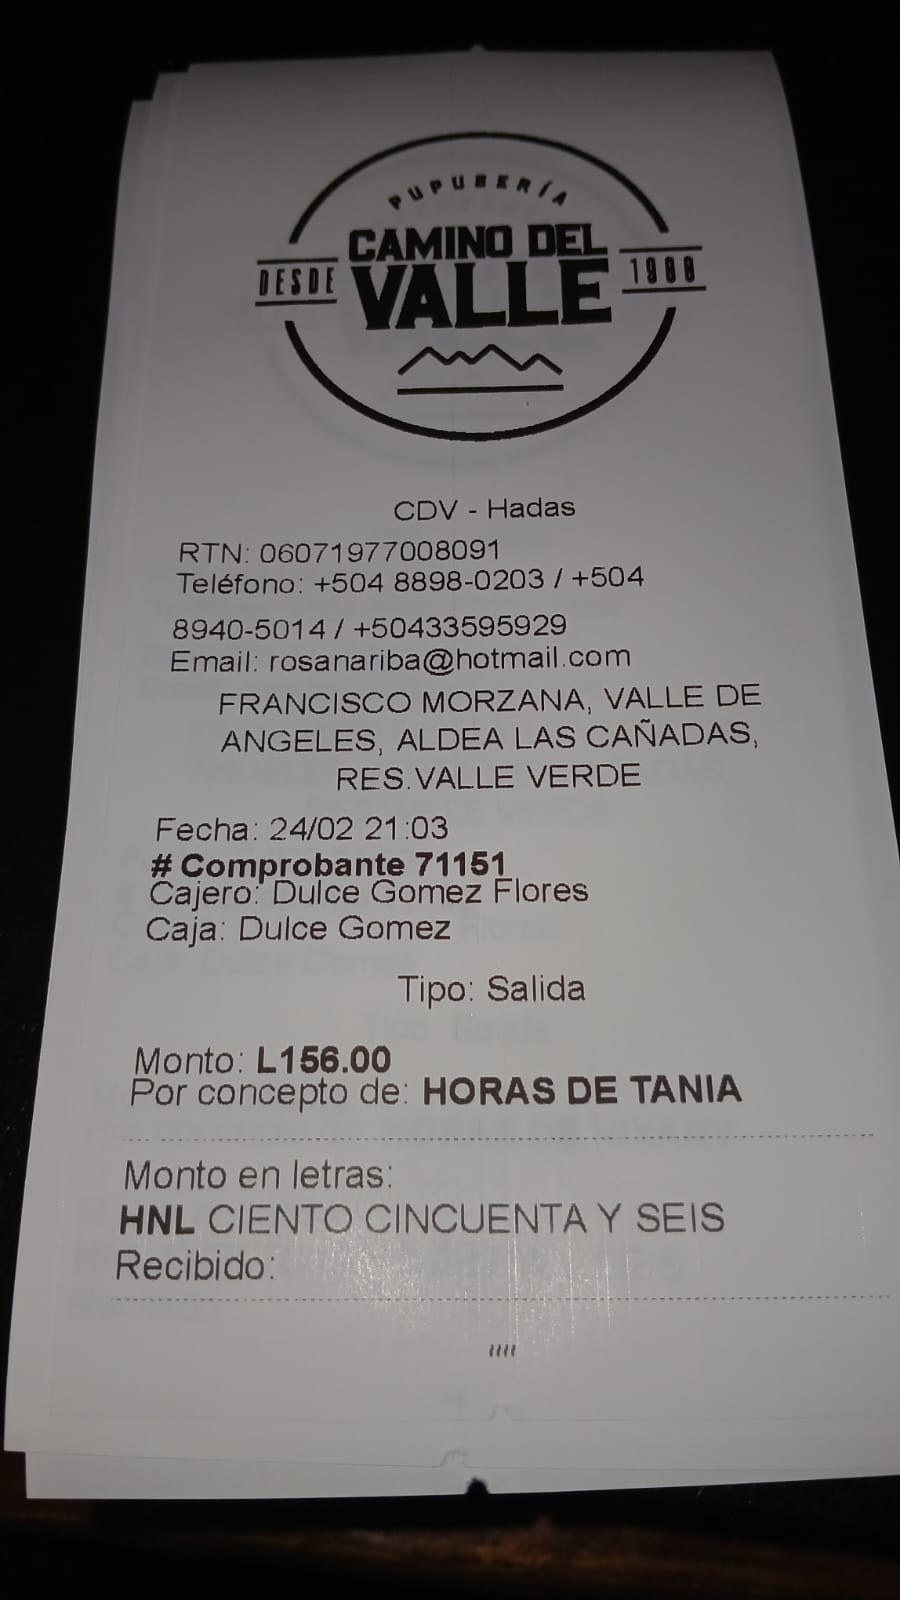 PUPUSERÍA
CAMINO DEL
DESDE VALLE 1988
CDV - Hadas
RTN: 06071977008091
Teléfono: +504 8898-0203 / +504
8940-5014 / +50433595929
Email: rosanariba@hotmail.com
FRANCISCO MORZANA, VALLE DE
ANGELES, ALDEA LAS CAÑADAS,
RES.VALLE VERDE
Fecha: 24/02 21:03
# Comprobante 71151
Cajero: Dulce Gomez Flores
Caja: Dulce Gomez
Tipo: Salida
Monto: L156.00
Por concepto de: HORAS DE TANIA
Monto en letras:
HNL CIENTO CINCUENTA Y SEIS
Recibido: